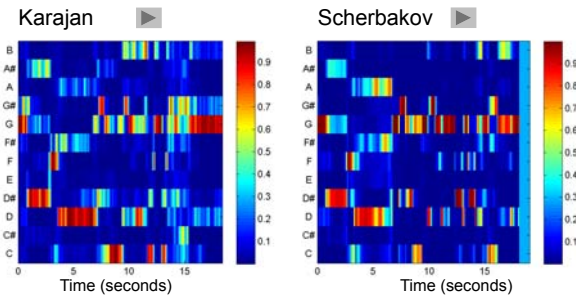 Karajan
Scherbakov
B
A#
A
G#
G
F#
F
E
D#
D
C#
C
0
5
10
15
Time (seconds)
0.9
0.8
0.7
0.6
0.5
0.4
0.3
0.2
0.1
B
A#
A
G#
G
F#
F
E
D#
D
C#
C
0
5
10
15
Time (seconds)
0.9
0.8
0.7
0.6
0.5
0.4
0.3
0.2
0.1